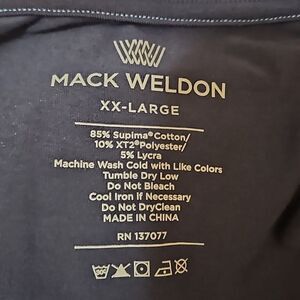 MACK WELDON
XX-LARGE
85% Supima® Cotton/
10% XT2® Polyester/
5% Lycra
Machine Wash Cold with Like Colors
Tumble Dry Low
Do Not Bleach
Cool Iron if Necessary
Do Not DryClean
MADE IN CHINA
RN 137077